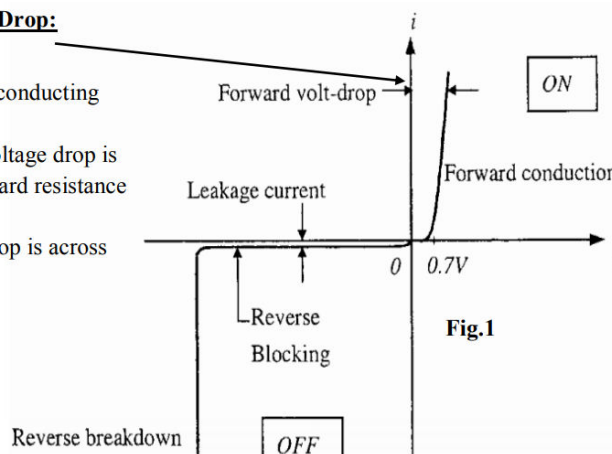 Drop:
conducting
oltage drop is
ard resistance
op is across
i
Forward volt-drop
ON
Forward conduction
Leakage current
0
0.7V
Reverse
Blocking
Fig.1
Reverse breakdown
OFF